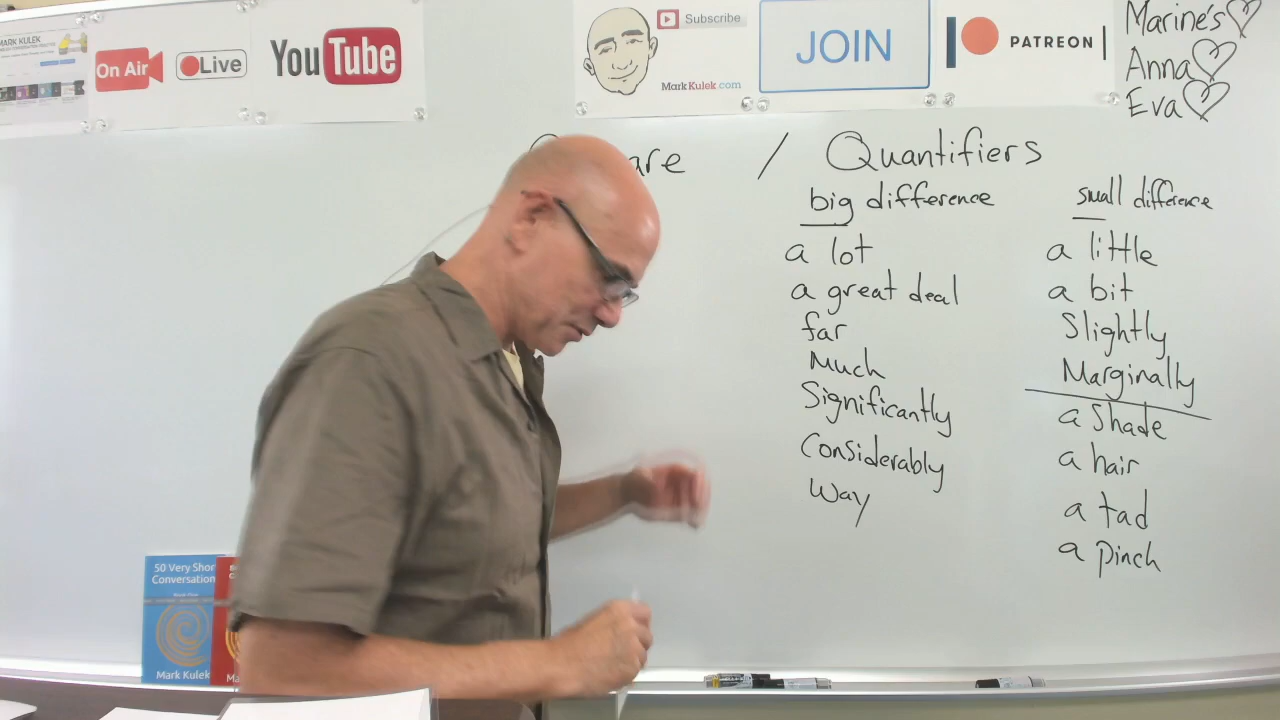 MARK KULEK
On Air
Live
YouTube
Subscribe
MarkKulek.com
JOIN
PATREON
Marine's
Anna
Eva
/ Quantifiers
big difference
a lot
a great deal
far
Much
Significantly
Considerably
Way
small difference
a little
a bit
Slightly
Marginally
a Shade
a hair
a tad
a pinch
50 Very Short
Conversation
Mark Kulek